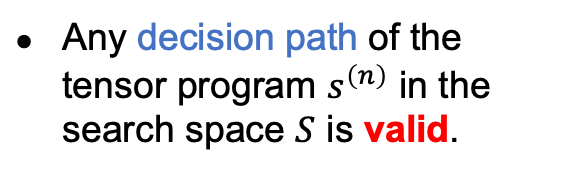 • Any decision path of the
tensor program s⁽ⁿ⁾ in the
search space S is valid.